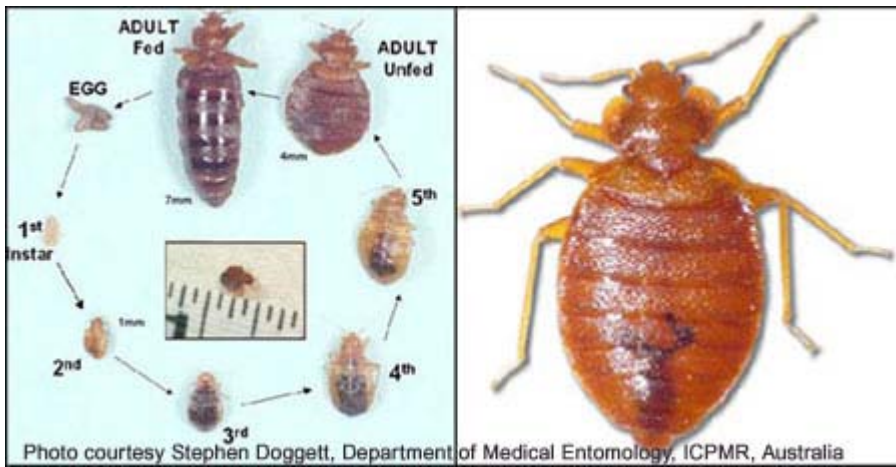 ADULT
Fed
ADULT
Unfed
EGG
4mm
7mm
5th
1st
Instar
1mm
2nd
4th
3rd
Photo courtesy Stephen Doggett, Department of Medical Entomology, ICPMR, Australia